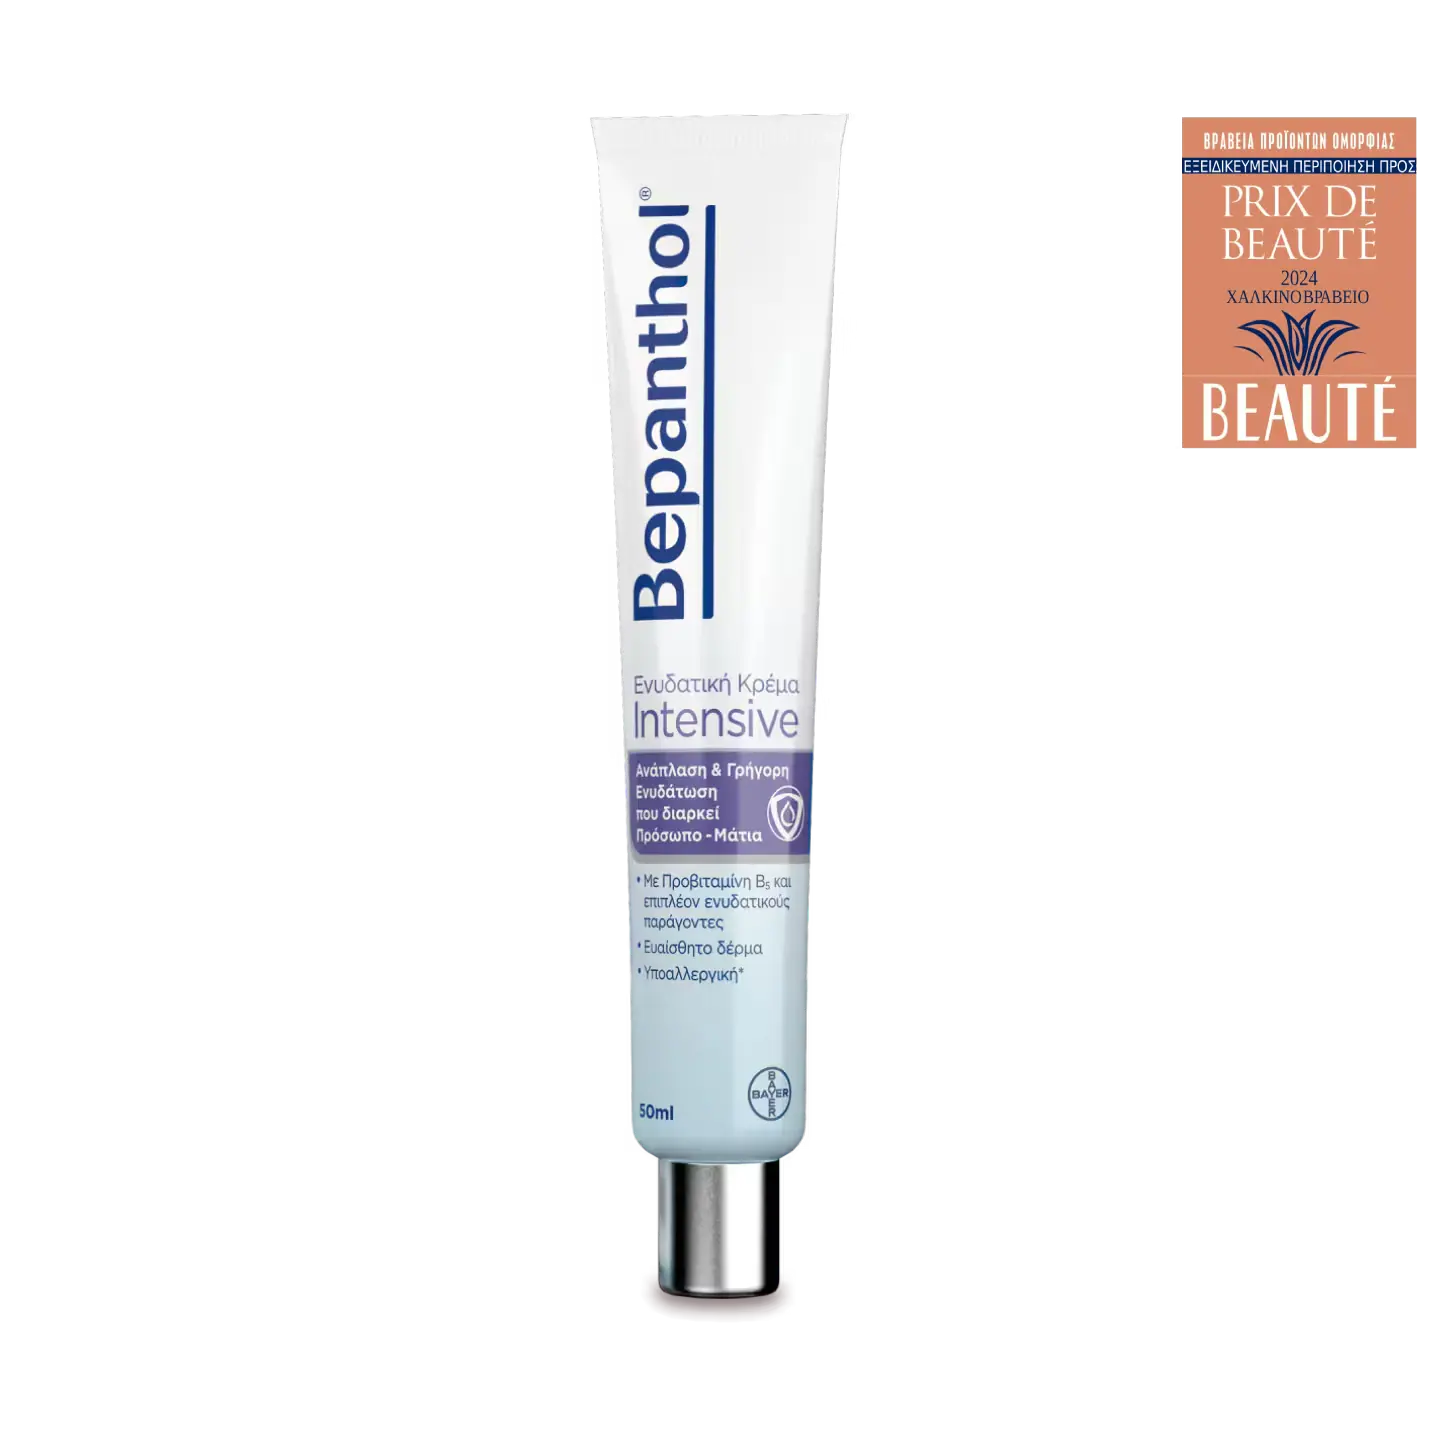 Bepanthol®
Ενυδατική Κρέμα
Intensive
Ανάπλαση & Γρήγορη
Ενυδάτωση
που διαρκεί
Πρόσωπο - Μάτια
• Με Προβιταμίνη B₅ και
επιπλέον ενυδατικούς
παράγοντες
• Ευαίσθητο δέρμα
• Υποαλλεργική*
50ml
BAYER
BAYER
ΒΡΑΒΕΙΑ ΠΡΟΪΟΝΤΩΝ ΟΜΟΡΦΙΑΣ
ΕΞΕΙΔΙΚΕΥΜΕΝΗ ΠΕΡΙΠΟΙΗΣΗ ΠΡΟΣ
PRIX DE
BEAUTÉ
2024
ΧΑΛΚΙΝΟ ΒΡΑΒΕΙΟ
BEAUTÉ